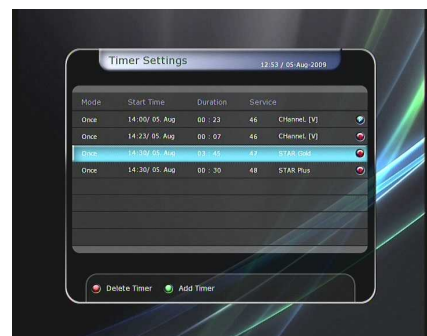 Timer Settings 12:53 / 05-Aug-2009
Mode Start Time Duration Service
Once 14:00/ 05. Aug 00 : 23 46 CHannel [V]
Once 14:23/ 05. Aug 00 : 07 46 CHannel [V]
Once 14:30/ 05. Aug 03 : 45 47 STAR Gold
Once 14:30/ 05. Aug 00 : 30 48 STAR Plus
Delete Timer Add Timer